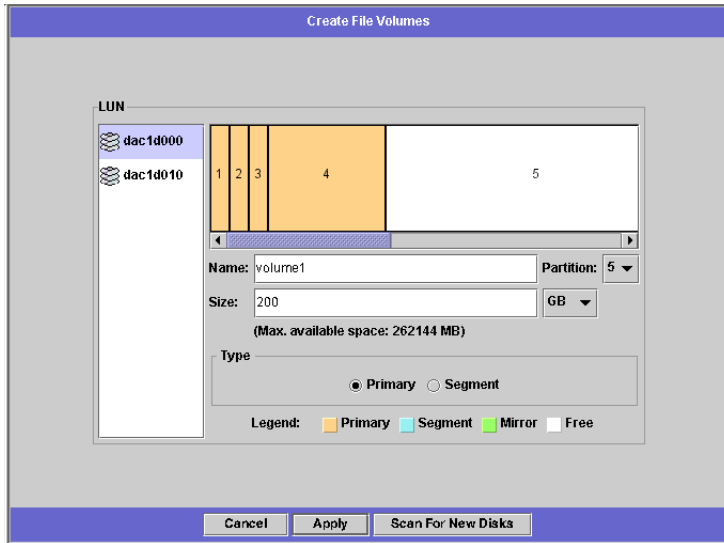 Create File Volumes
LUN
dac1d000
dac1d010
1 2 3 4 5
Name: volume1 Partition: 5
Size: 200 GB
(Max. available space: 262144 MB)
Type
Primary Segment
Legend: Primary Segment Mirror Free
Cancel Apply Scan For New Disks